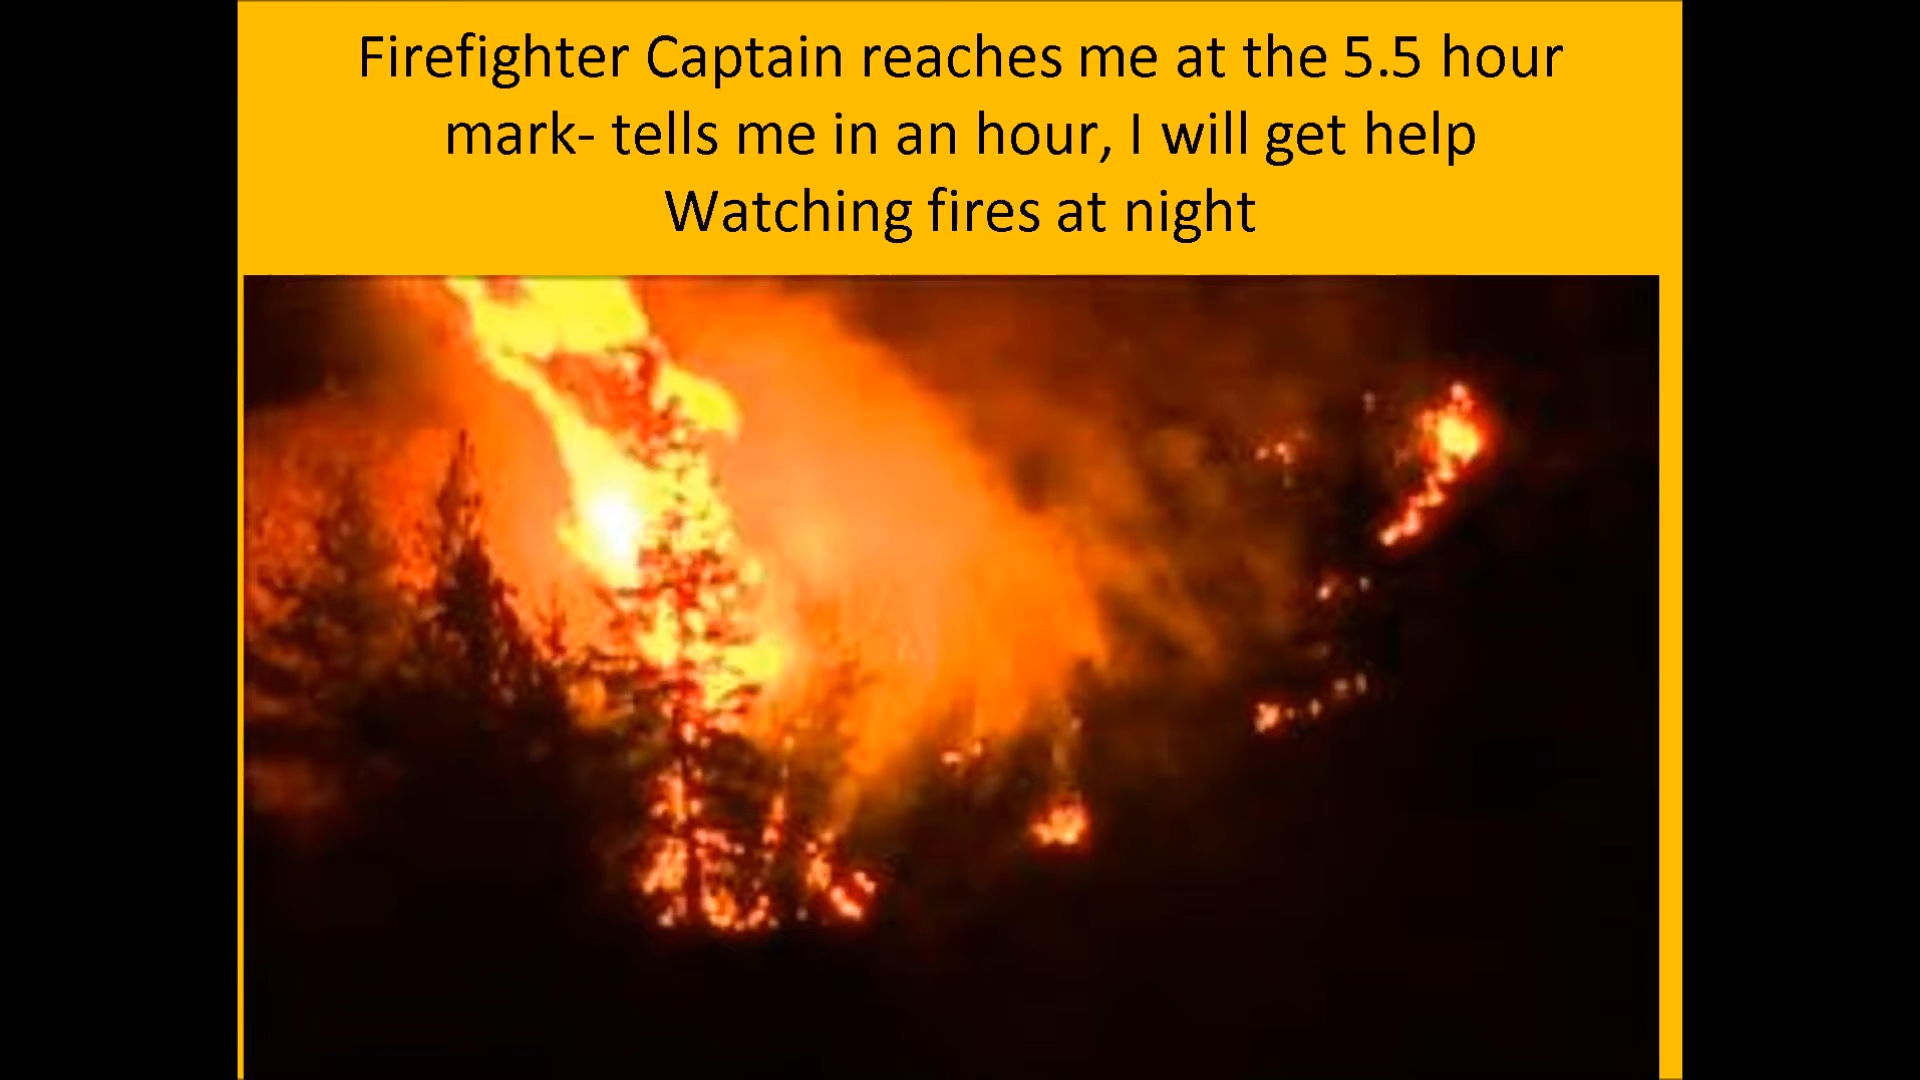 Firefighter Captain reaches me at the 5.5 hour
mark- tells me in an hour, I will get help
Watching fires at night